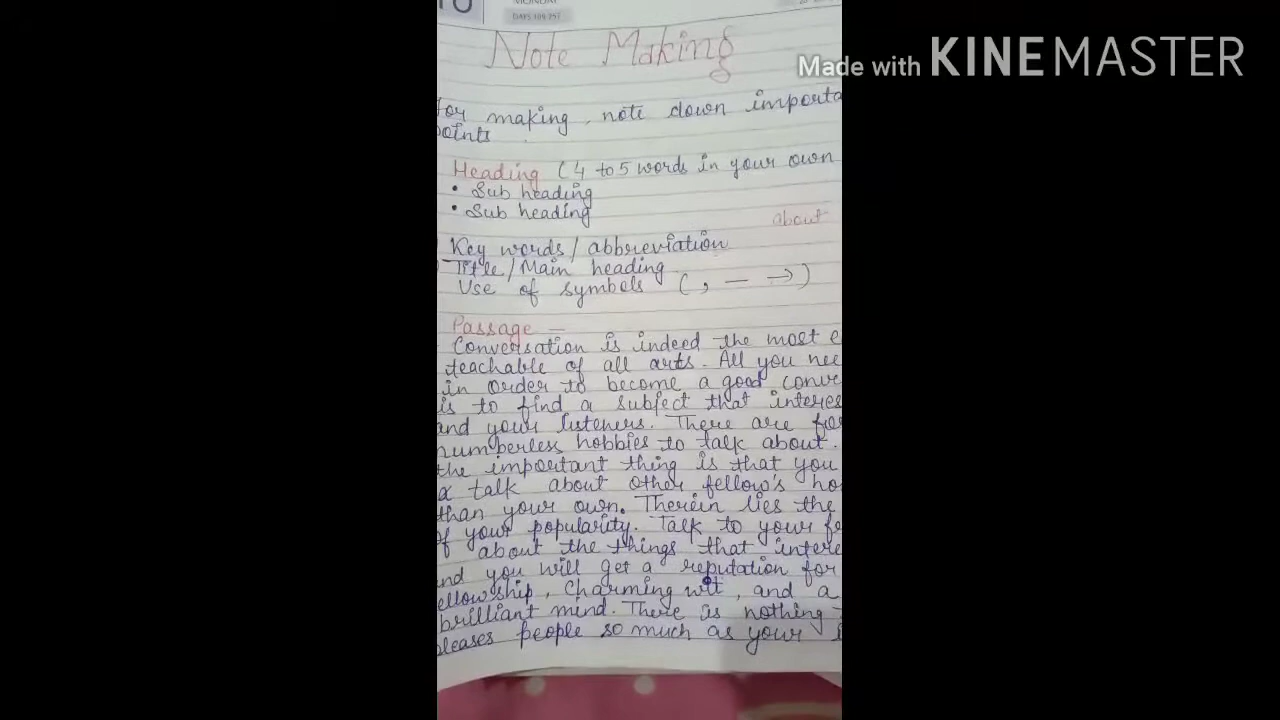 MONDAY
DAYS 109-257
Note Making
Made with KINEMASTER
for making, note down importa
points.
Heading (4 to 5 words in your own
• Sub heading
• Sub heading
about
Key words / abbreviation
Title / Main heading
Use of symbols ( , — →)
Passage —
Conversation is indeed the most e
teachable of all arts. All you nee
in order to become a good conve
is to find a subject that interes
and your listeners. There are
numberless hobbies to talk about.
the important thing is that you
talk about other fellow's ho
than your own. Therein lies the
of your popularity. Talk to your
about the things that intere
and you will get a reputation for
ellowship, charming wit, and a
brilliant mind. There is nothing
pleases people so much as your